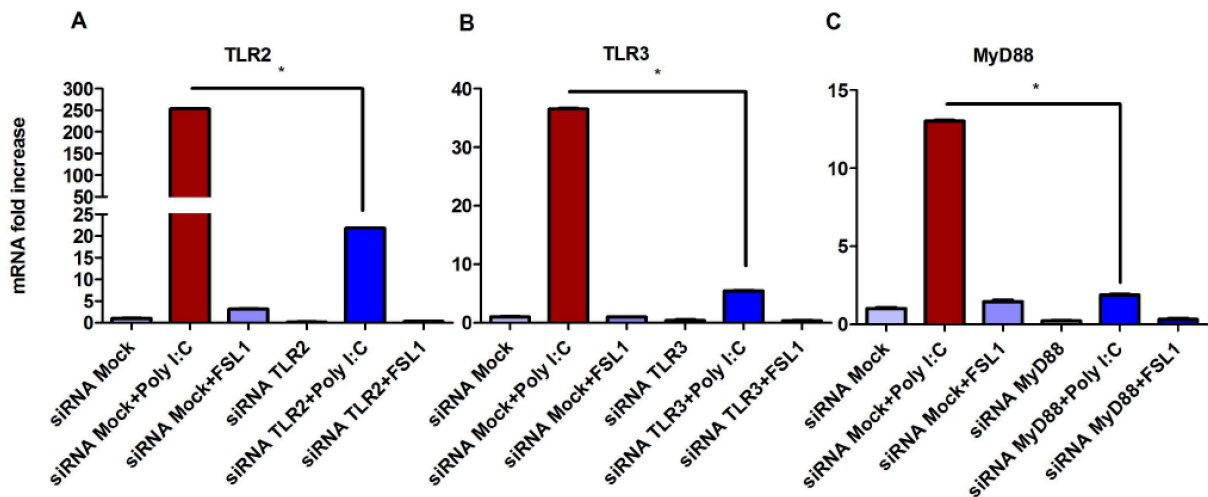 A
TLR2
*
mRNA fold increase
300
250
200
150
100
50
25
20
15
10
5
0
siRNA Mock
siRNA Mock+Poly I:C
siRNA Mock+FSL1
siRNA TLR2
siRNA TLR2+Poly I:C
siRNA TLR2+FSL1
B
TLR3
*
40
30
20
10
0
siRNA Mock
siRNA Mock+Poly I:C
siRNA Mock+FSL1
siRNA TLR3
siRNA TLR3+Poly I:C
siRNA TLR3+FSL1
C
MyD88
*
15
10
5
0
siRNA Mock
siRNA Mock+Poly I:C
siRNA Mock+FSL1
siRNA MyD88
siRNA MyD88+Poly I:C
siRNA MyD88+FSL1